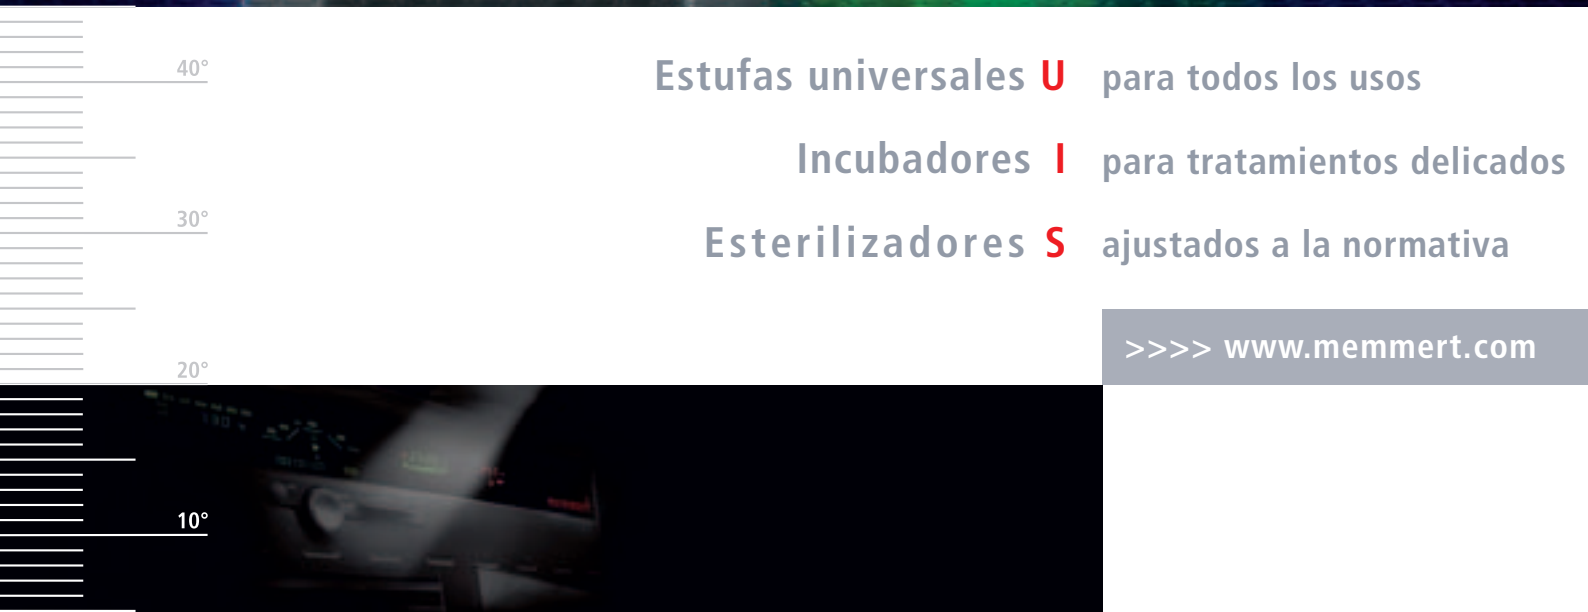 40°
Estufas universales U para todos los usos
Incubadores I para tratamientos delicados
30°
Esterilizadores S ajustados a la normativa
>>>> www.memmert.com
20°
10°